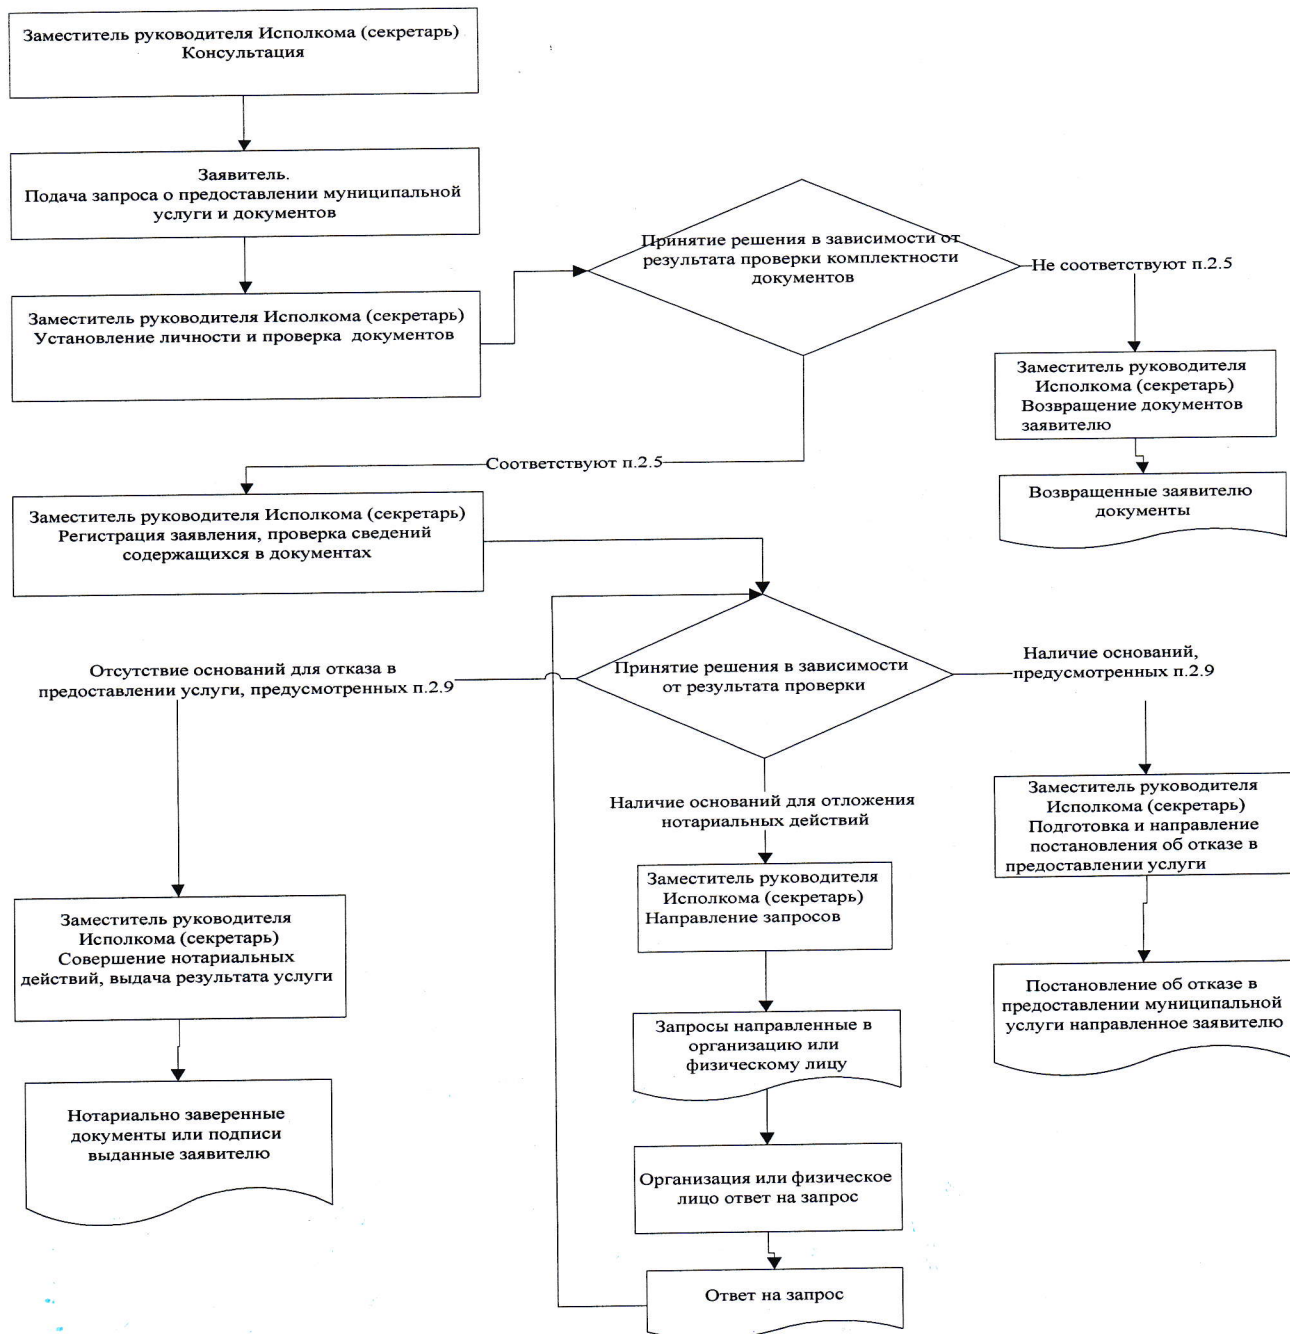 Заместитель руководителя Исполкома (секретарь)
Консультация
Заявитель.
Подача запроса о предоставлении муниципальной
услуги и документов
Заместитель руководителя Исполкома (секретарь)
Установление личности и проверка документов
Принятие решения в зависимости от
результата проверки комплектности
документов
Не соответствуют п.2.5
Заместитель руководителя
Исполкома (секретарь)
Возвращение документов
заявителю
Возвращенные заявителю
документы
Соответствуют п.2.5
Заместитель руководителя Исполкома (секретарь)
Регистрация заявления, проверка сведений
содержащихся в документах
Принятие решения в зависимости
от результата проверки
Отсутствие оснований для отказа в
предоставлении услуги, предусмотренных п.2.9
Наличие оснований,
предусмотренных п.2.9
Наличие оснований для отложения
нотариальных действий
Заместитель руководителя
Исполкома (секретарь)
Подготовка и направление
постановления об отказе в
предоставлении услуги
Заместитель руководителя
Исполкома (секретарь)
Направление запросов
Заместитель руководителя
Исполкома (секретарь)
Совершение нотариальных
действий, выдача результата услуги
Постановление об отказе в
предоставлении муниципальной
услуги направленное заявителю
Запросы направленные в
организацию или
физическому лицу
Нотариально заверенные
документы или подписи
выданные заявителю
Организация или физическое
лицо ответ на запрос
Ответ на запрос